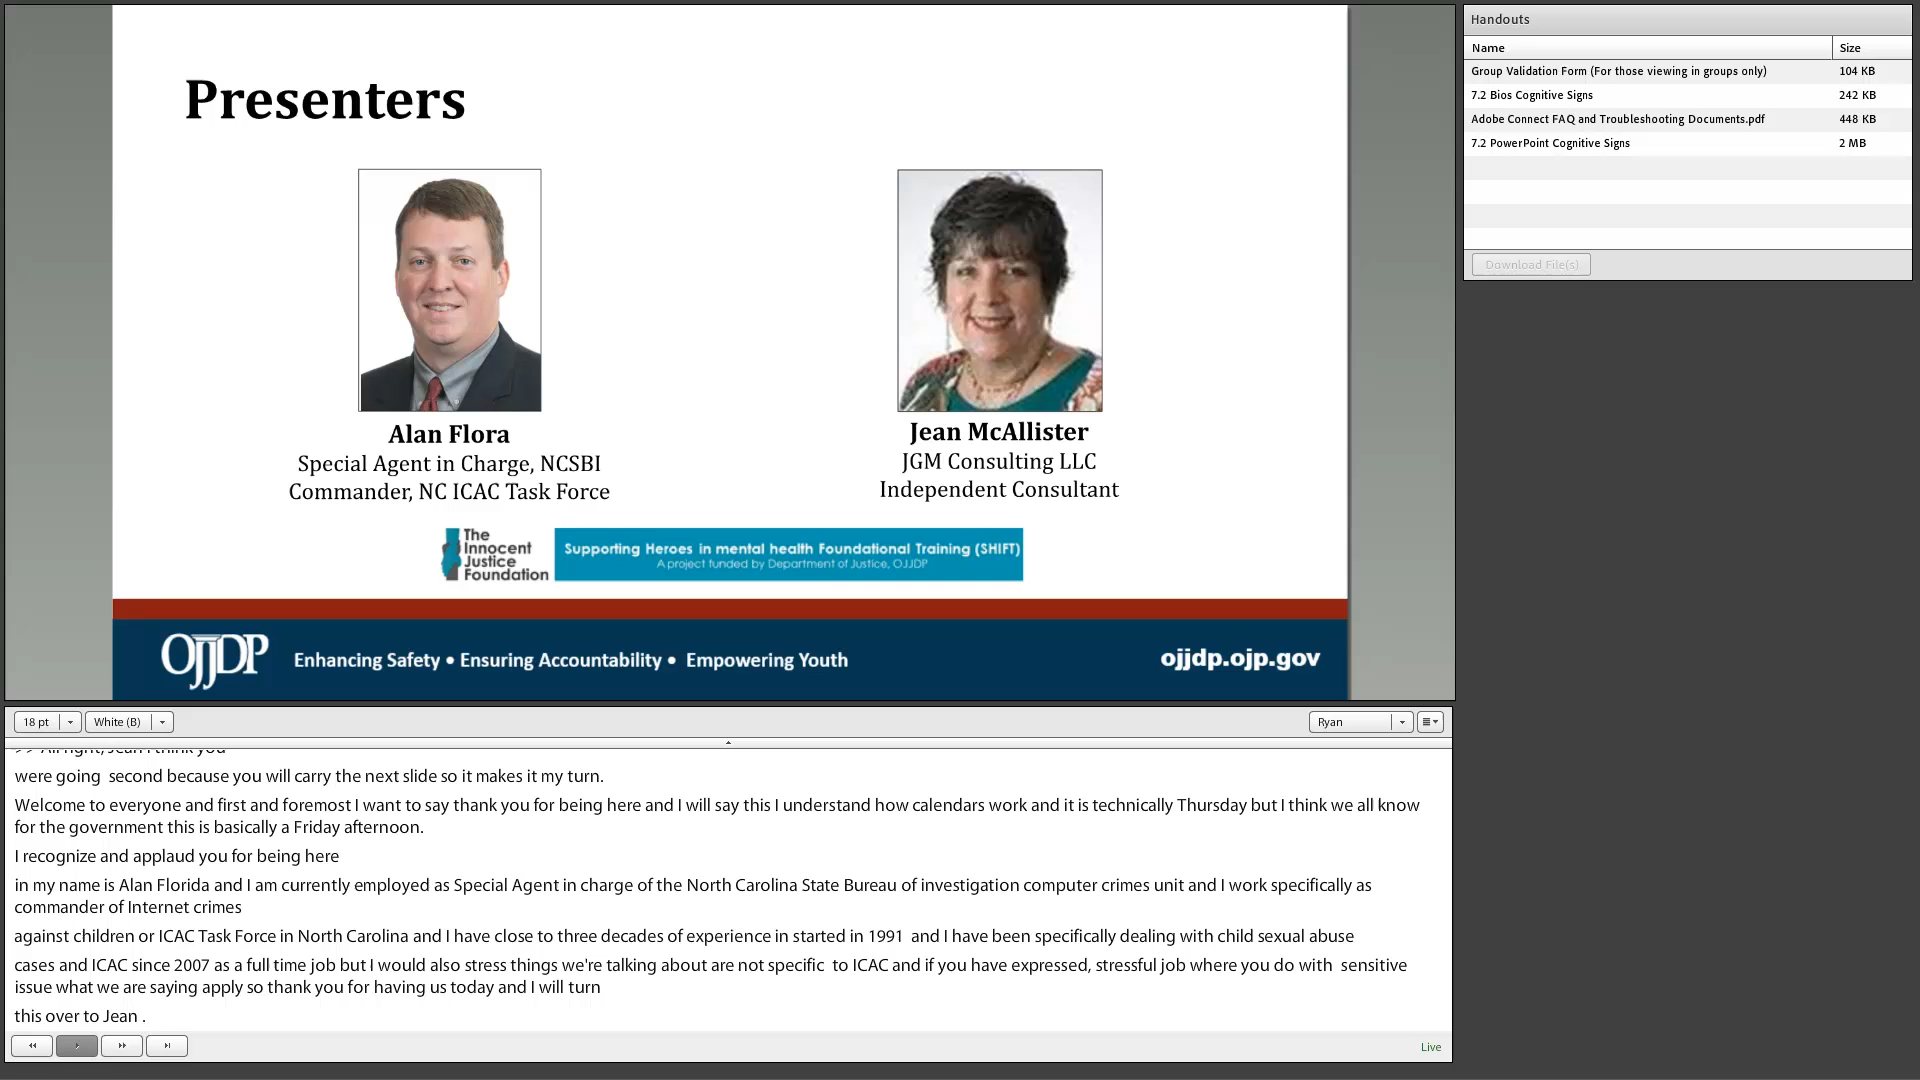 Presenters
Alan Flora
Special Agent in Charge, NCSBI
Commander, NC ICAC Task Force
Jean McAllister
JGM Consulting LLC
Independent Consultant
The
Innocent
Justice
Foundation
Supporting Heroes in mental health Foundational Training (SHIFT)
A project funded by Department of Justice, OJJDP
OJJDP
Enhancing Safety • Ensuring Accountability • Empowering Youth
ojjdp.ojp.gov
Handouts
Name Size
Group Validation Form (For those viewing in groups only) 104 KB
7.2 Bios Cognitive Signs 242 KB
Adobe Connect FAQ and Troubleshooting Documents.pdf 448 KB
7.2 PowerPoint Cognitive Signs 2 MB
Download File(s)
18 pt White (B) Ryan
>> All right, Jean I think you
were going second because you will carry the next slide so it makes it my turn.
Welcome to everyone and first and foremost I want to say thank you for being here and I will say this I understand how calendars work and it is technically Thursday but I think we all know
for the government this is basically a Friday afternoon.
I recognize and applaud you for being here
in my name is Alan Florida and I am currently employed as Special Agent in charge of the North Carolina State Bureau of investigation computer crimes unit and I work specifically as
commander of Internet crimes
against children or ICAC Task Force in North Carolina and I have close to three decades of experience in started in 1991 and I have been specifically dealing with child sexual abuse
cases and ICAC since 2007 as a full time job but I would also stress things we're talking about are not specific to ICAC and if you have expressed, stressful job where you do with sensitive
issue what we are saying apply so thank you for having us today and I will turn
this over to Jean .
Live